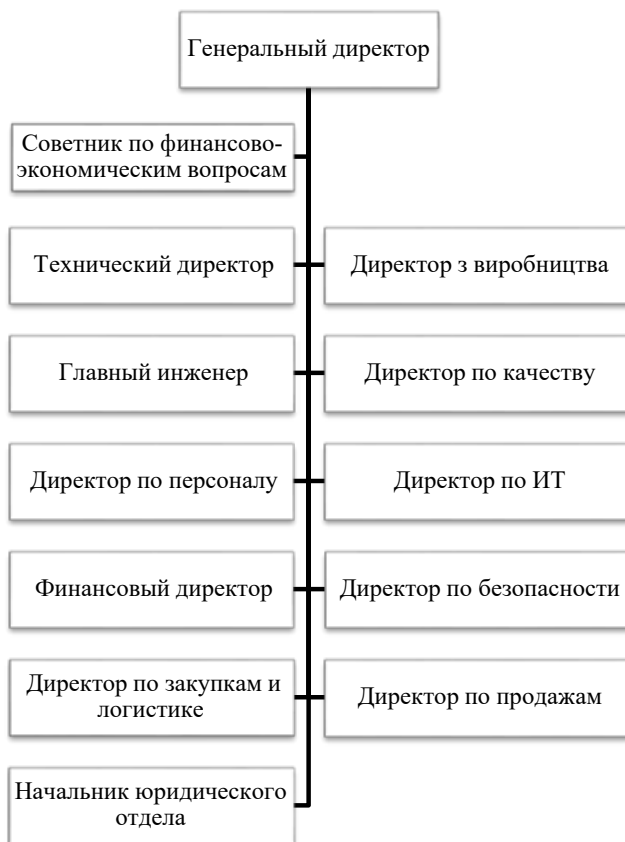 Генеральный директор
Советник по финансово-
экономическим вопросам
Технический директор
Директор з виробництва
Главный инженер
Директор по качеству
Директор по персоналу
Директор по ИТ
Финансовый директор
Директор по безопасности
Директор по закупкам и
логистике
Директор по продажам
Начальник юридического
отдела